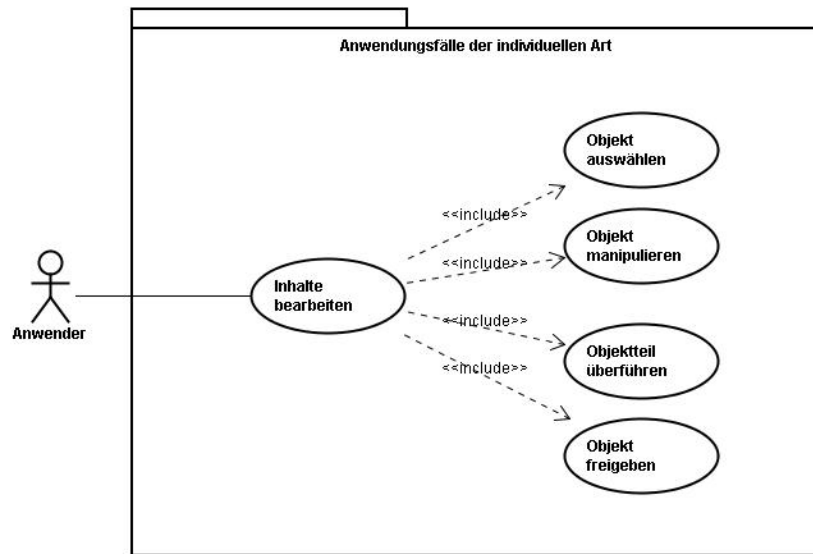 Anwendungsfälle der individuellen Art
Objekt
auswählen
<<include>>
Objekt
manipulieren
<<include>>
Inhalte
bearbeiten
Anwender
<<include>>
Objektteil
überführen
<<include>>
Objekt
freigeben